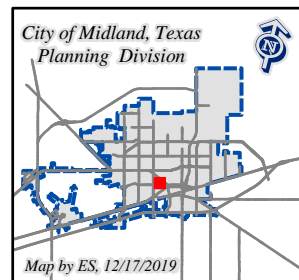 City of Midland, Texas
Planning Division
N
Map by ES, 12/17/2019